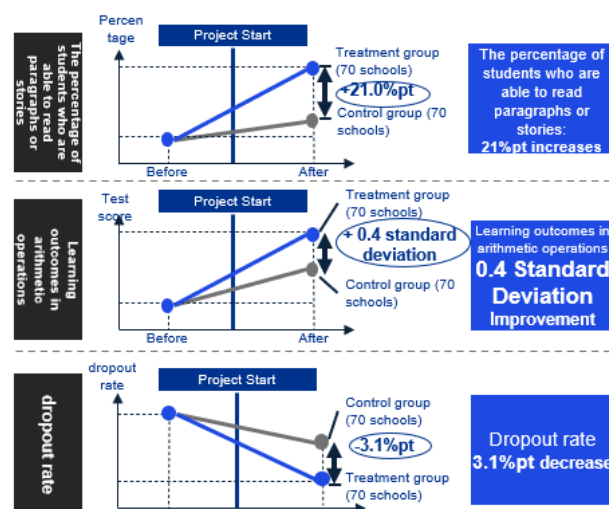 The percentage of
students who are
able to read
paragraphs or
stories
Percen
tage
Project Start
Treatment group
(70 schools)
+21.0%pt
Control group (70
schools)
Before
After
The percentage of
students who are
able to read
paragraphs or
stories:
21%pt increases
Learning
outcomes in
arithmetic
operations
Test
score
Project Start
Treatment group
(70 schools)
+ 0.4 standard
deviation
Control group (70
schools)
Before
After
Learning outcomes in
arithmetic operations
0.4 Standard
Deviation
Improvement
dropout rate
dropout
rate
Project Start
Control group
(70 schools)
-3.1%pt
Treatment group
(70 schools)
Dropout rate
3.1%pt decrease